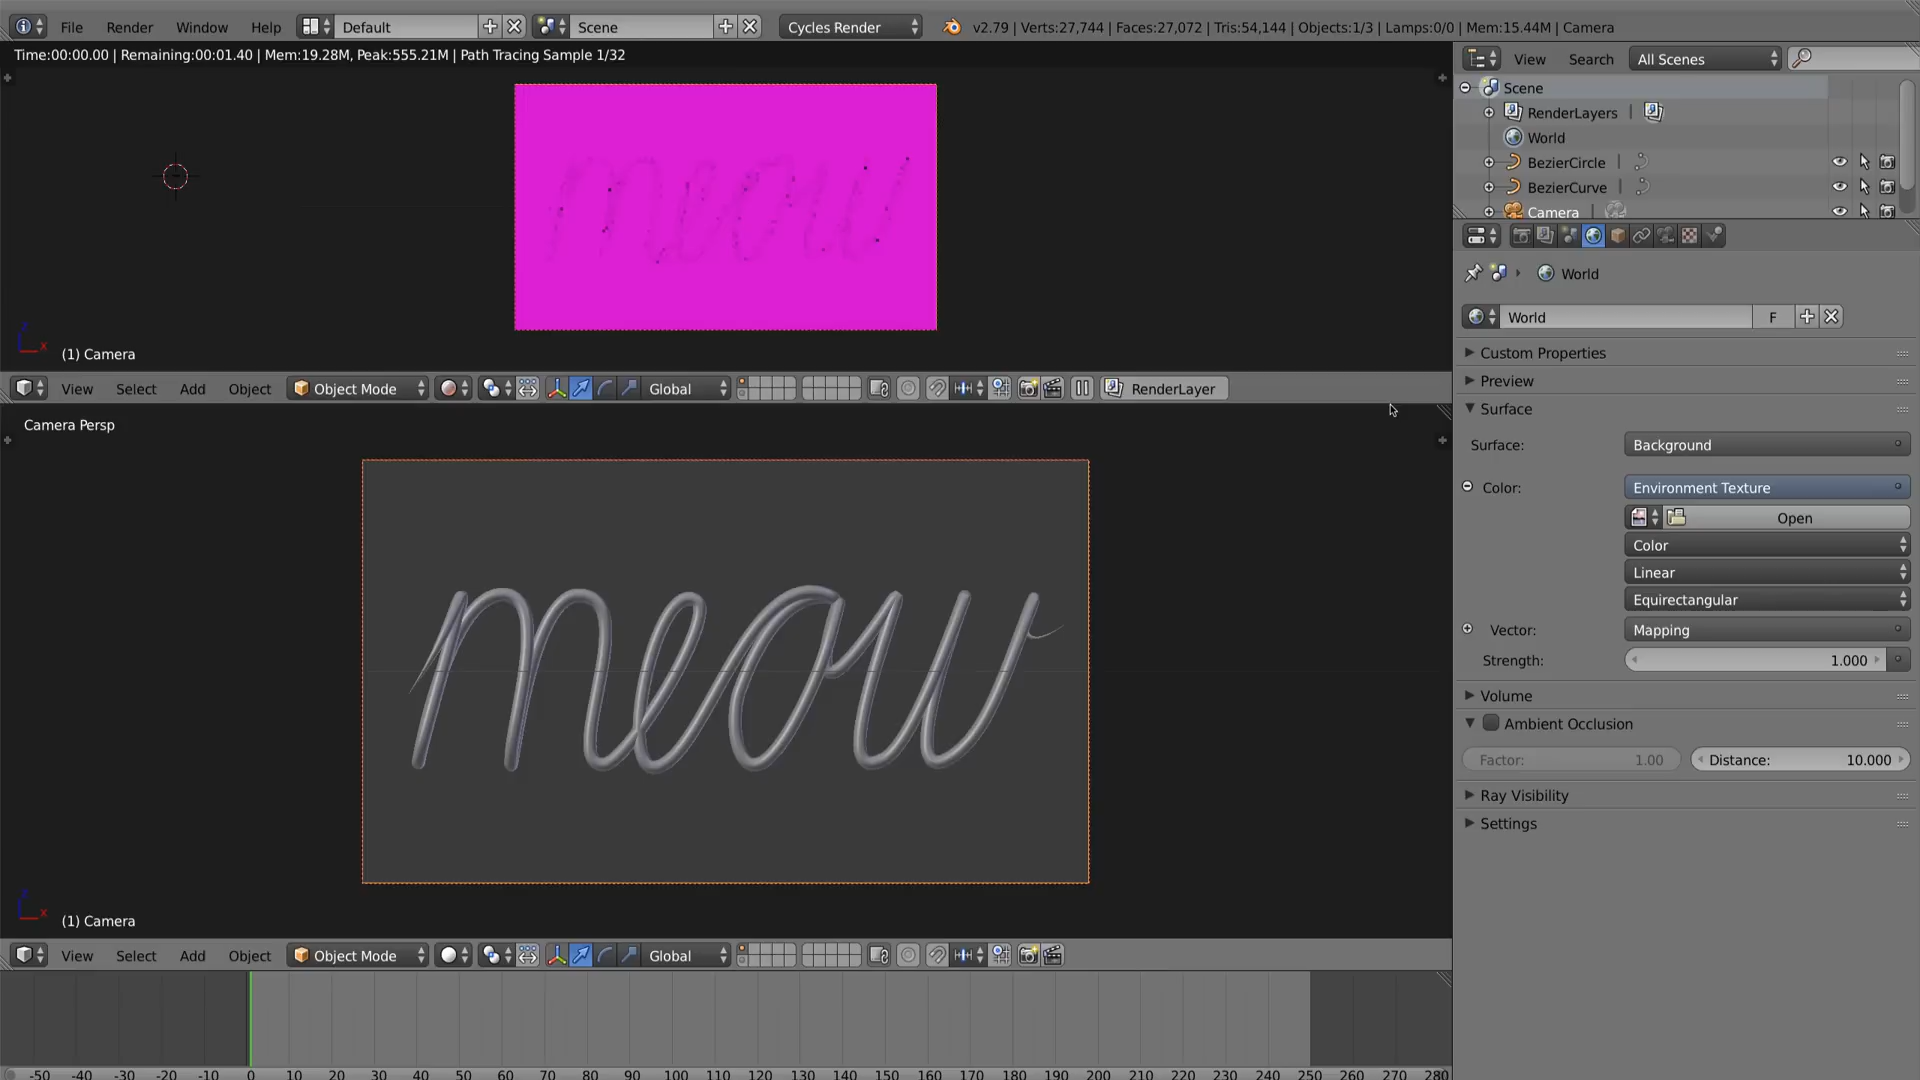 File Render Window Help Default Scene Cycles Render v2.79 | Verts:27,744 | Faces:27,072 | Tris:54,144 | Objects:1/3 | Lamps:0/0 | Mem:15.44M | Camera
Time:00:00.00 | Remaining:00:01.40 | Mem:19.28M, Peak:555.21M | Path Tracing Sample 1/32
meow
(1) Camera
View Select Add Object Object Mode Global RenderLayer
Camera Persp
meow
(1) Camera
View Select Add Object Object Mode Global
-50 -40 -30 -20 -10 0 10 20 30 40 50 60 70 80 90 100 110 120 130 140 150 160 170 180 190 200 210 220 230 240 250 260 270 280
View Search All Scenes
Scene
RenderLayers
World
BezierCircle
BezierCurve
Camera
World
World F
Custom Properties
Preview
Surface
Surface: Background
Color: Environment Texture
Open
Color
Linear
Equirectangular
Vector: Mapping
Strength: 1.000
Volume
Ambient Occlusion
Factor: 1.00 Distance: 10.000
Ray Visibility
Settings